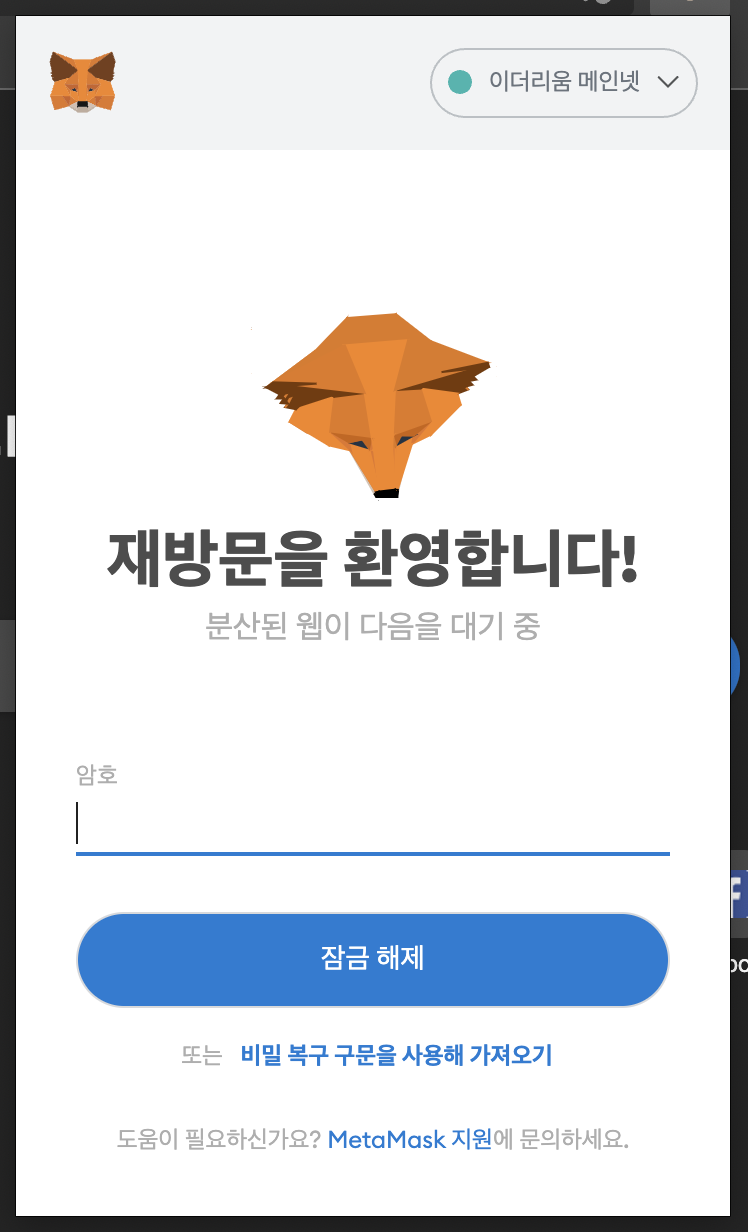 이더리움 메인넷
재방문을 환영합니다!
분산된 웹이 다음을 대기 중
암호
잠금 해제
또는 비밀 복구 구문을 사용해 가져오기
도움이 필요하신가요? MetaMask 지원에 문의하세요.